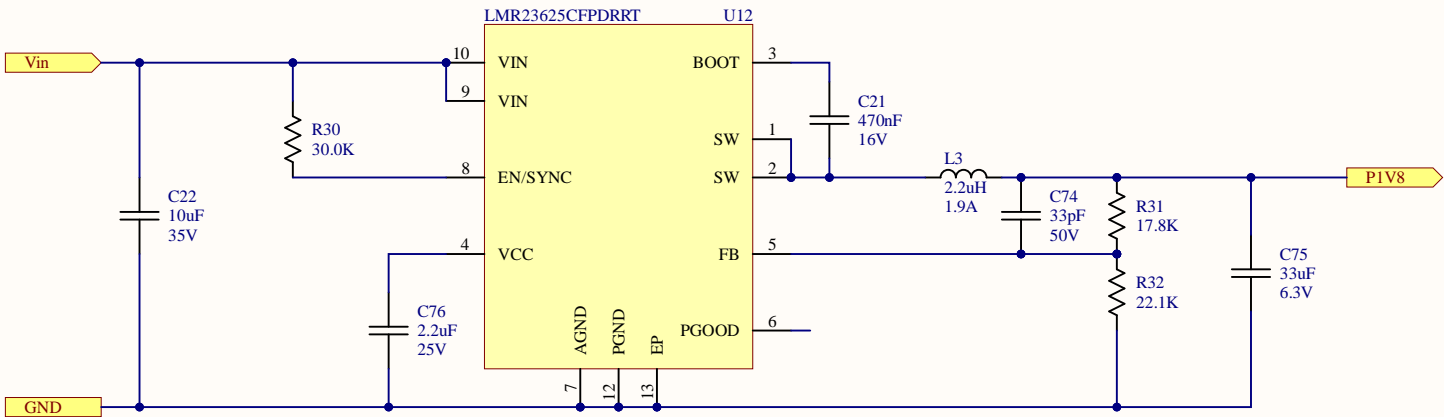 LMR23625CFPDRRT
U12
Vin
10
VIN
9
VIN
BOOT
3
C21
470nF
16V
R30
30.0K
SW
1
8
EN/SYNC
SW
2
L3
2.2uH
1.9A
P1V8
C22
10uF
35V
C74
33pF
50V
R31
17.8K
4
VCC
FB
5
C75
33uF
6.3V
R32
22.1K
C76
2.2uF
25V
AGND
PGND
EP
PGOOD
6
7
12
13
GND